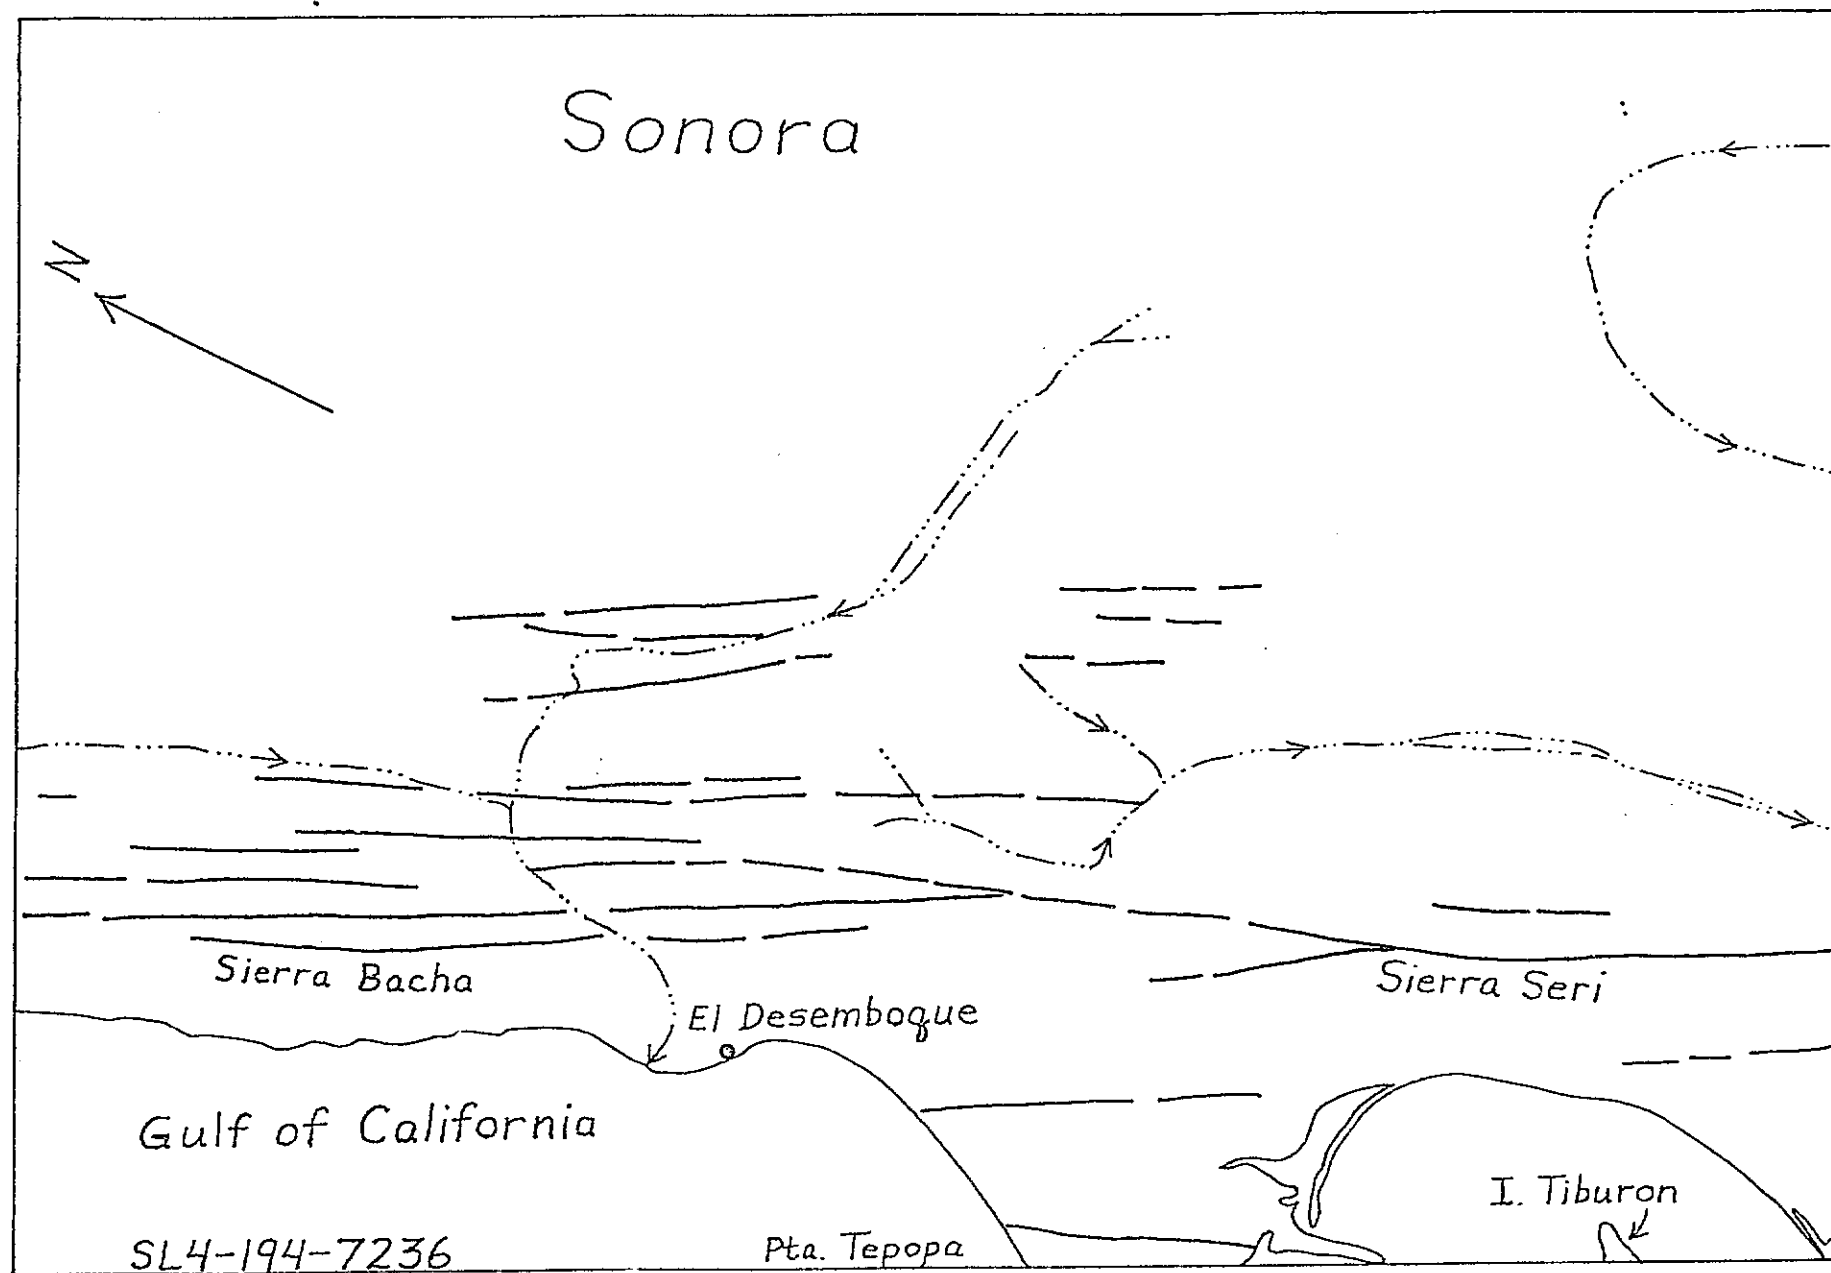 Sonora
N
Sierra Bacha
Sierra Seri
El Desemboque
Gulf of California
I. Tiburon
SL4-194-7236
Pta. Tepopa